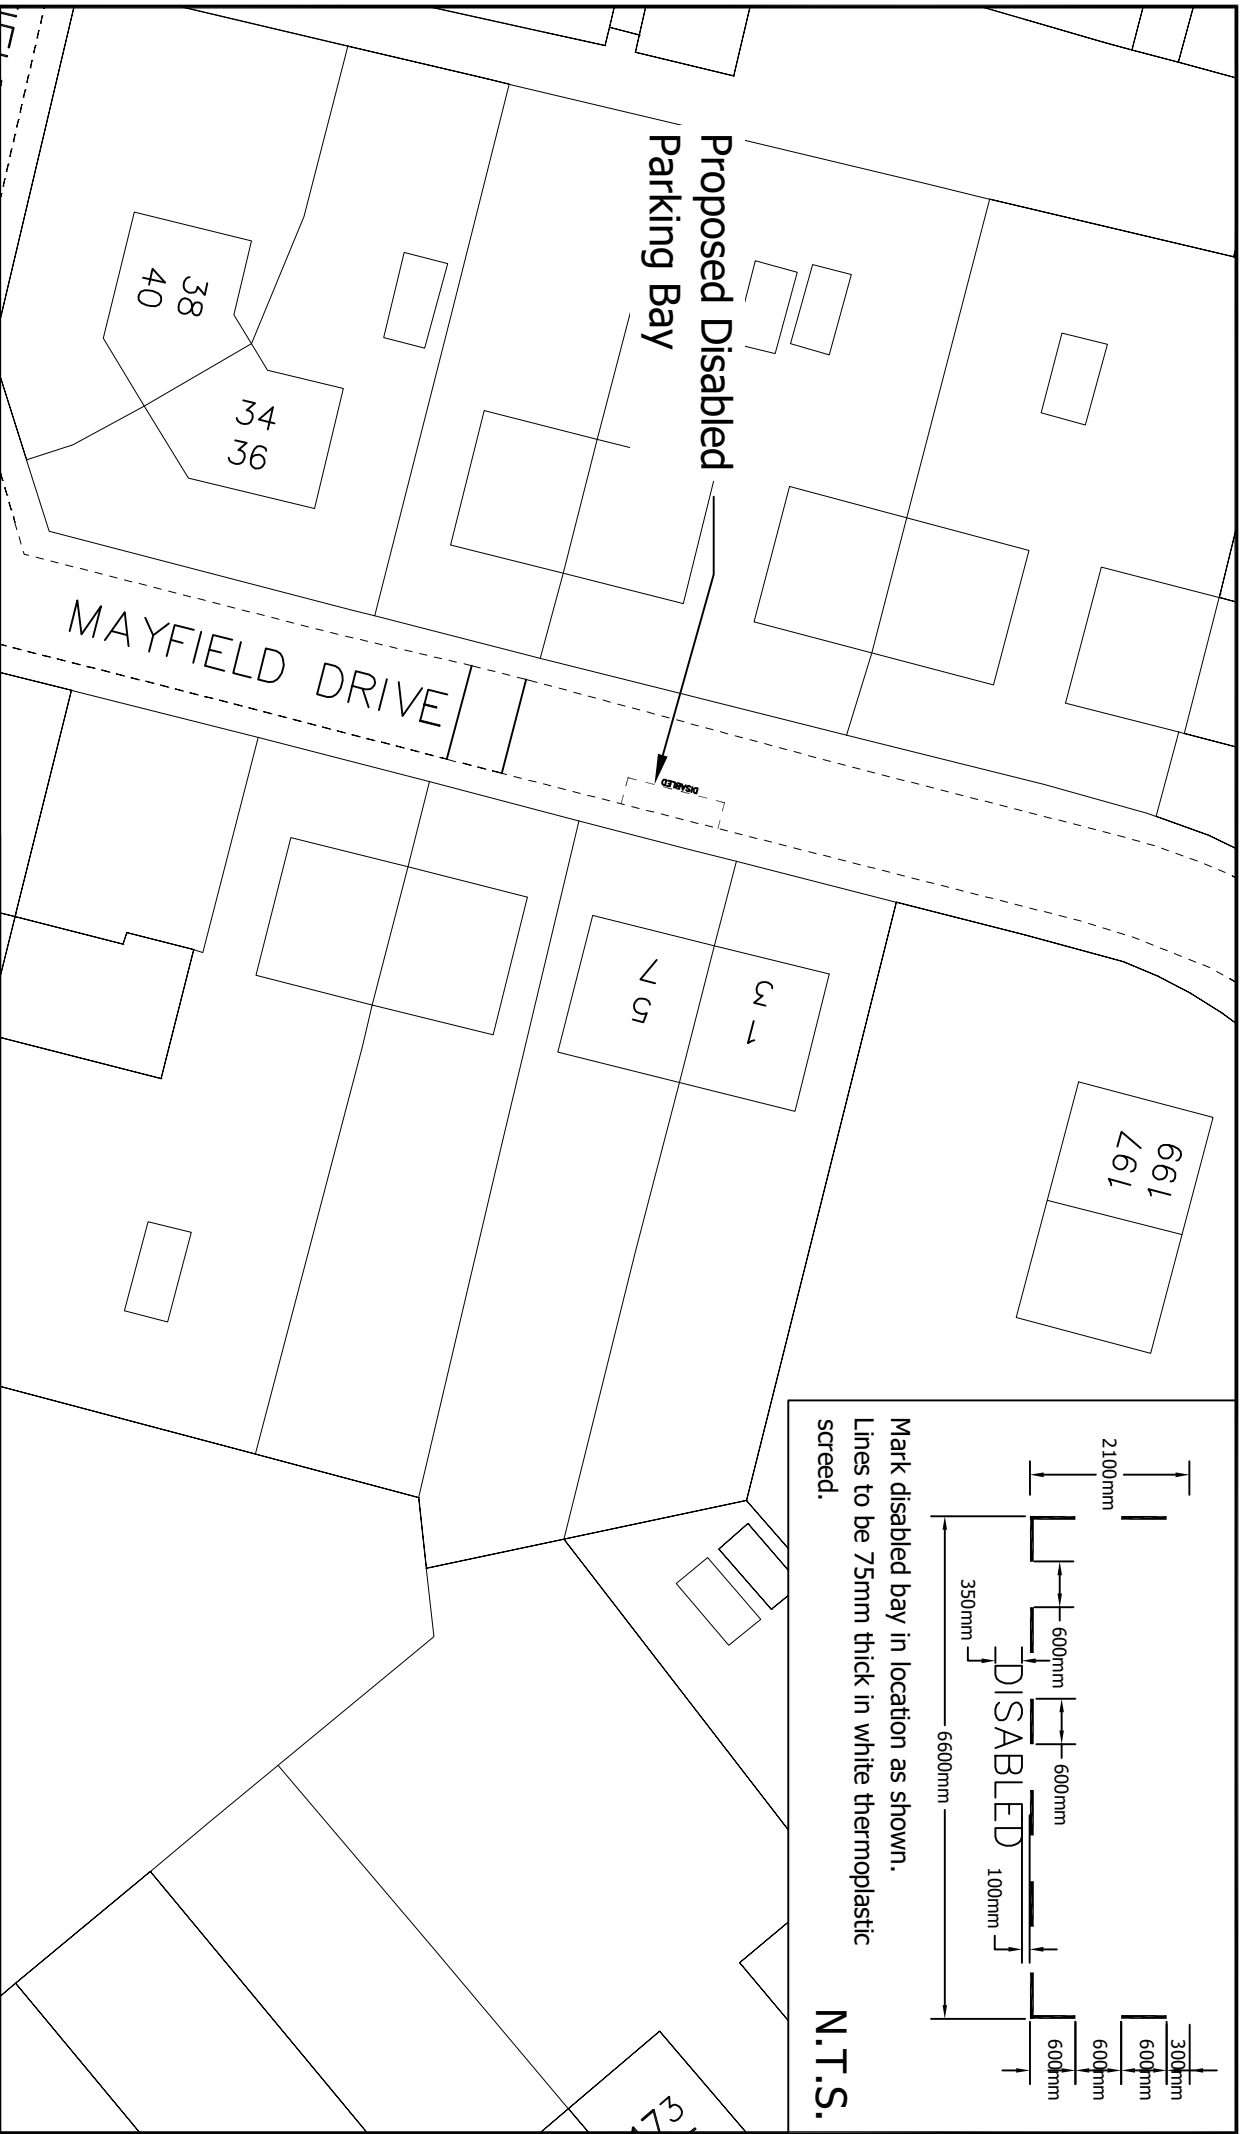 Proposed Disabled
Parking Bay
38
40
34
36
MAYFIELD DRIVE
DISABLED
7
5
3
1
197
199
173
2100mm
350mm
600mm
DISABLED
600mm
6600mm
100mm
300mm
600mm
600mm
600mm
Mark disabled bay in location as shown.
Lines to be 75mm thick in white thermoplastic
screed.
N.T.S.